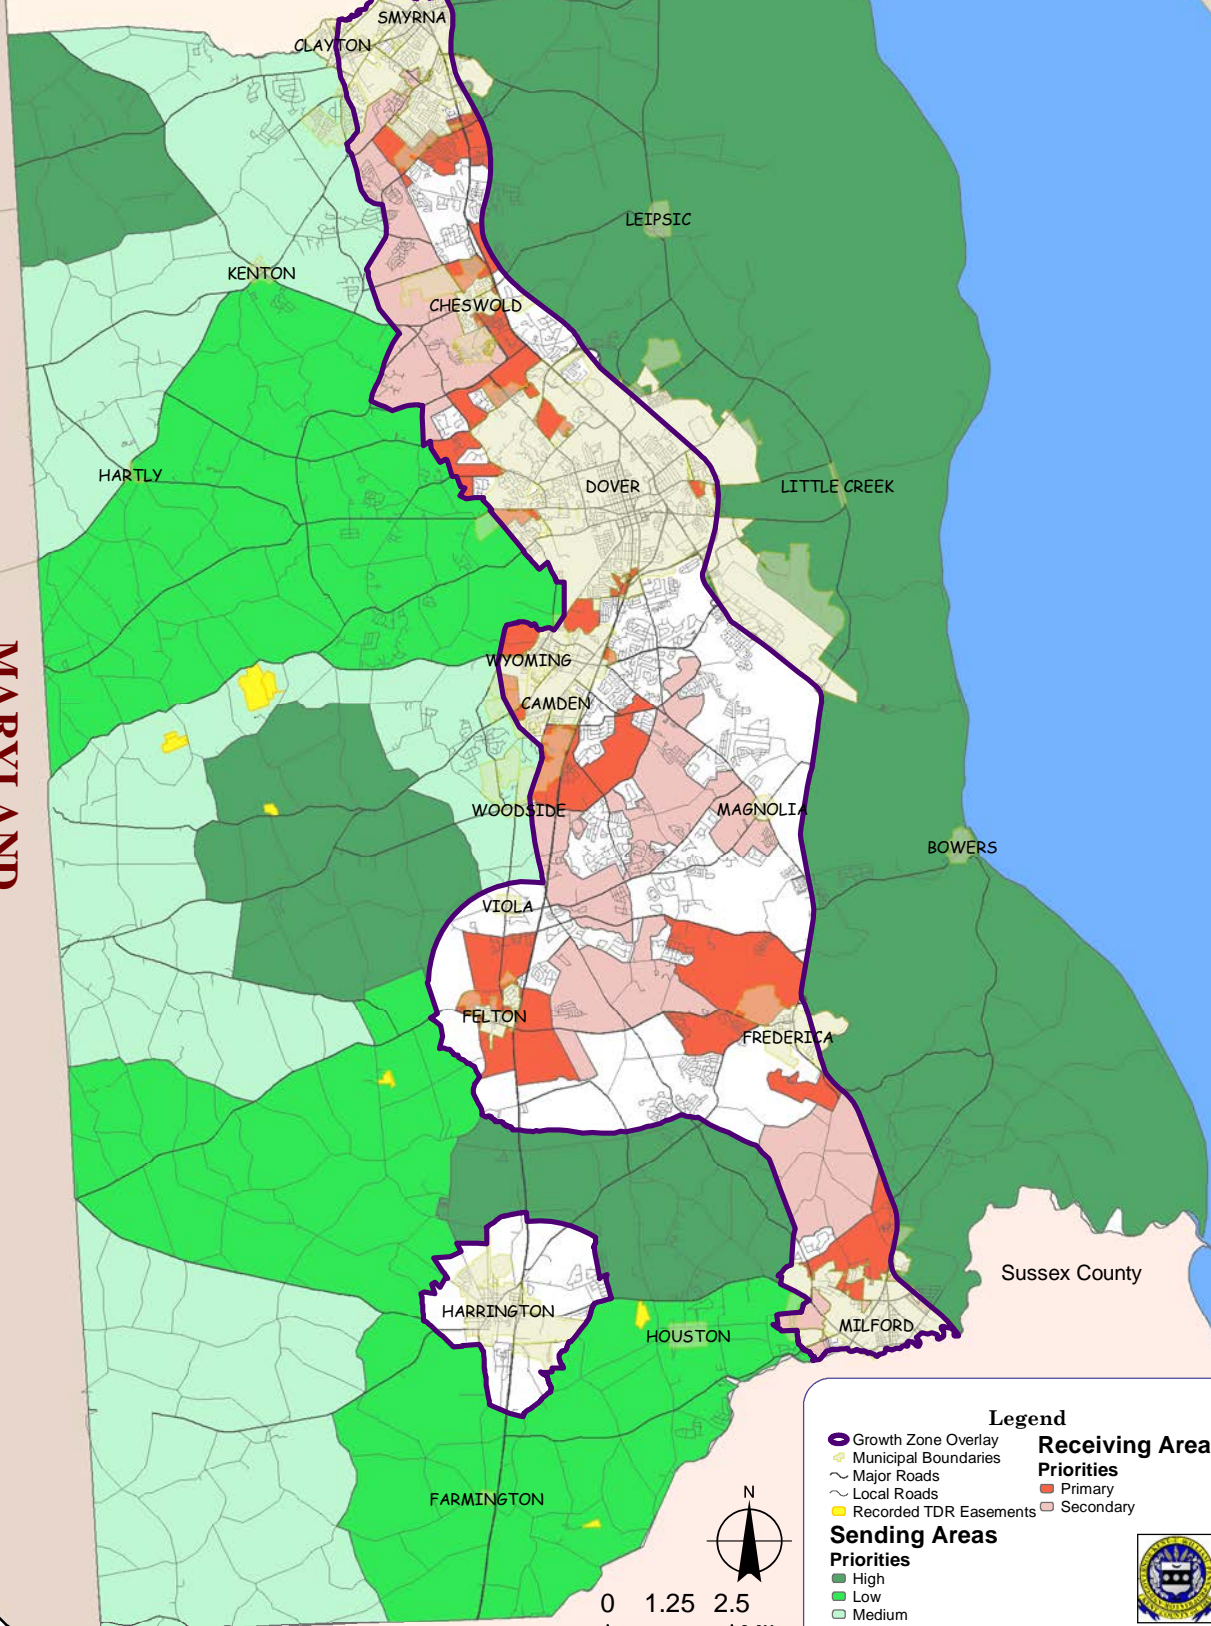 SMYRNA
CLAYTON
LEIPSIC
KENTON
CHESWOLD
HARTLY
DOVER
LITTLE CREEK
MARYLAND
WYOMING
CAMDEN
WOODSIDE
MAGNOLIA
BOWERS
VIOLA
FELTON
FREDERICA
Sussex County
HARRINGTON
HOUSTON
MILFORD
FARMINGTON
N
0 1.25 2.5
Legend
Growth Zone Overlay
Municipal Boundaries
Major Roads
Local Roads
Recorded TDR Easements
Receiving Area
Priorities
Primary
Secondary
Sending Areas
Priorities
High
Low
Medium